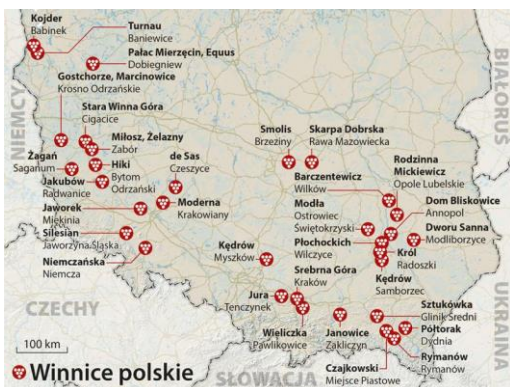 Kojder
Babinek
Turnau
Baniewice
Pałac Mierzęcin, Equus
Dobiegniew
Gostchorze, Marcinowice
Krosno Odrzańskie
Stara Winna Góra
Cigacice
Miłosz, Żelazny
Zabór
Żagań
Saganum
Hiki
Bytom
Odrzański
Jakubów
Radwanice
de Sas
Czeszyce
Jaworek
Miękinia
Moderna
Krakowiany
Silesian
Jaworzyna Śląska
Niemczańska
Niemcza
Smolis
Brzeziny
Skarpa Dobrska
Rawa Mazowiecka
Rodzinna
Mickiewicz
Opole Lubelskie
Barczentewicz
Wilków
Dom Bliskowice
Annopol
Modła
Ostrowiec
Świętokrzyski
Dworu Sanna
Modliborzyce
Płochockich
Wilczyce
Król
Radoszki
Kędrów
Myszków
Kędrów
Samborzec
Srebrna Góra
Kraków
Jura
Tenczynek
Sztukówka
Glinik Średni
Wieliczka
Pawlikowice
Janowice
Zakliczyn
Półtorak
Dydnia
Czajkowski
Miejsce Piastowe
Rymanów
Rymanów
NIEMCY
BIAŁORUŚ
CZECHY
UKRAINA
SŁOWACJA
100 km
Winnice polskie